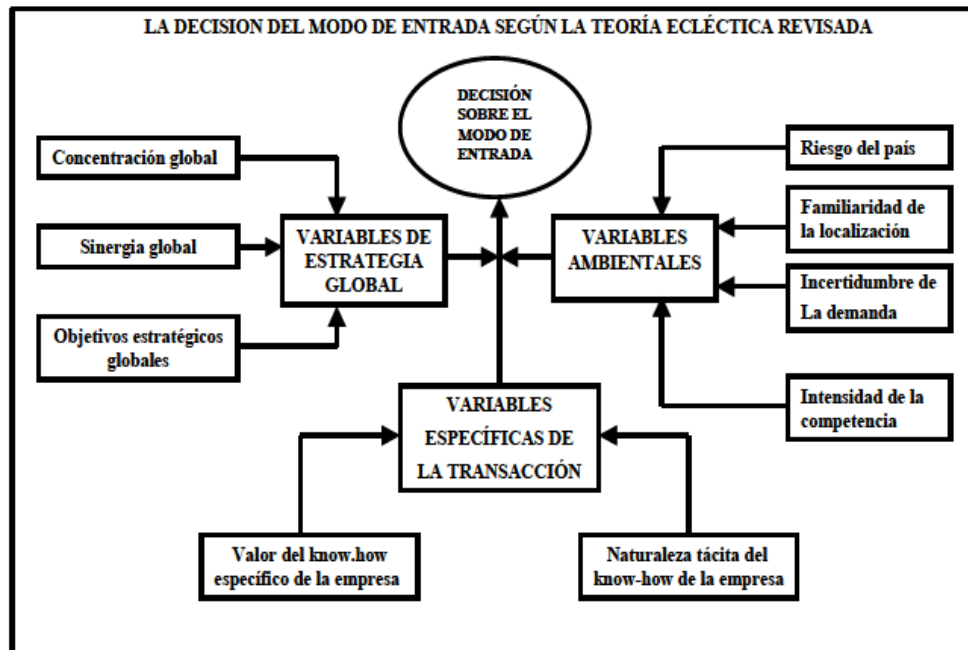 LA DECISION DEL MODO DE ENTRADA SEGÚN LA TEORÍA ECLÉCTICA REVISADA
DECISIÓN
SOBRE EL
MODO DE
ENTRADA
Concentración global
Sinergia global
Objetivos estratégicos
globales
VARIABLES DE
ESTRATEGIA
GLOBAL
VARIABLES
AMBIENTALES
Riesgo del país
Familiaridad de
la localización
Incertidumbre de
La demanda
Intensidad de la
competencia
VARIABLES
ESPECÍFICAS DE
LA TRANSACCIÓN
Valor del know.how
específico de la empresa
Naturaleza tácita del
know-how de la empresa